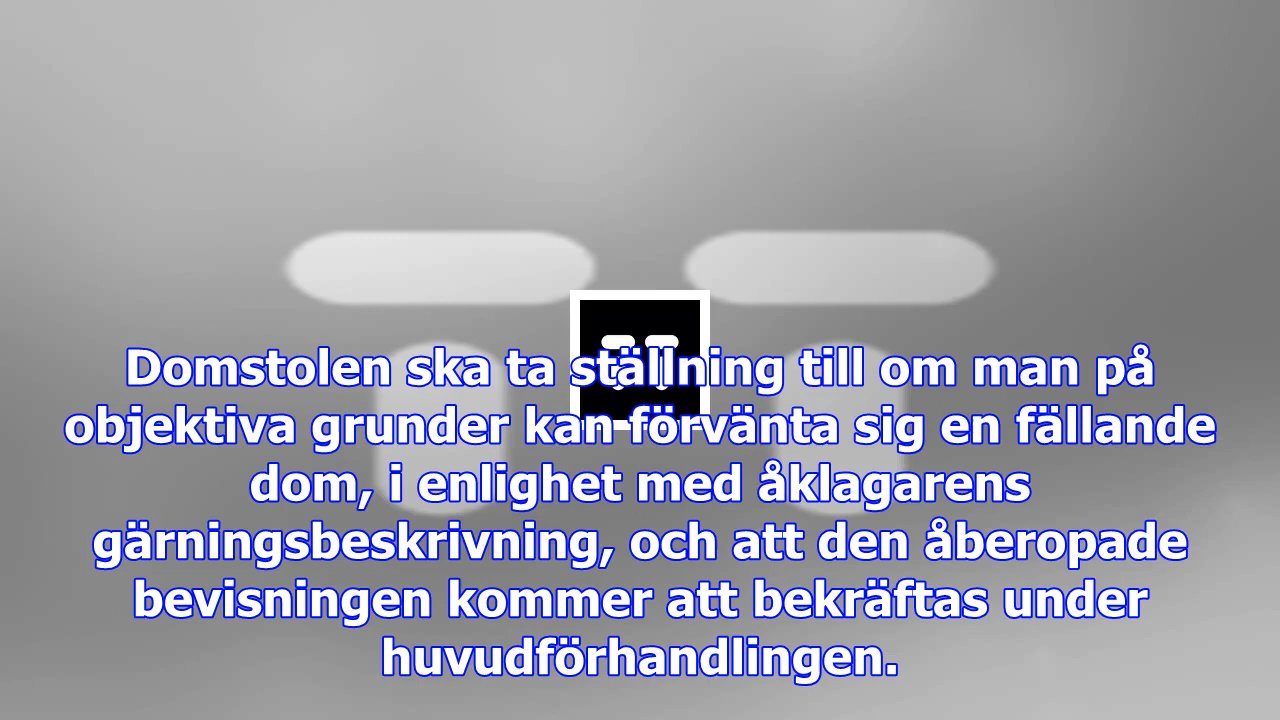 Domstolen ska ta ställning till om man på
objektiva grunder kan förvänta sig en fällande
dom, i enlighet med åklagarens
gärningsbeskrivning, och att den åberopade
bevisningen kommer att bekräftas under
huvudförhandlingen.